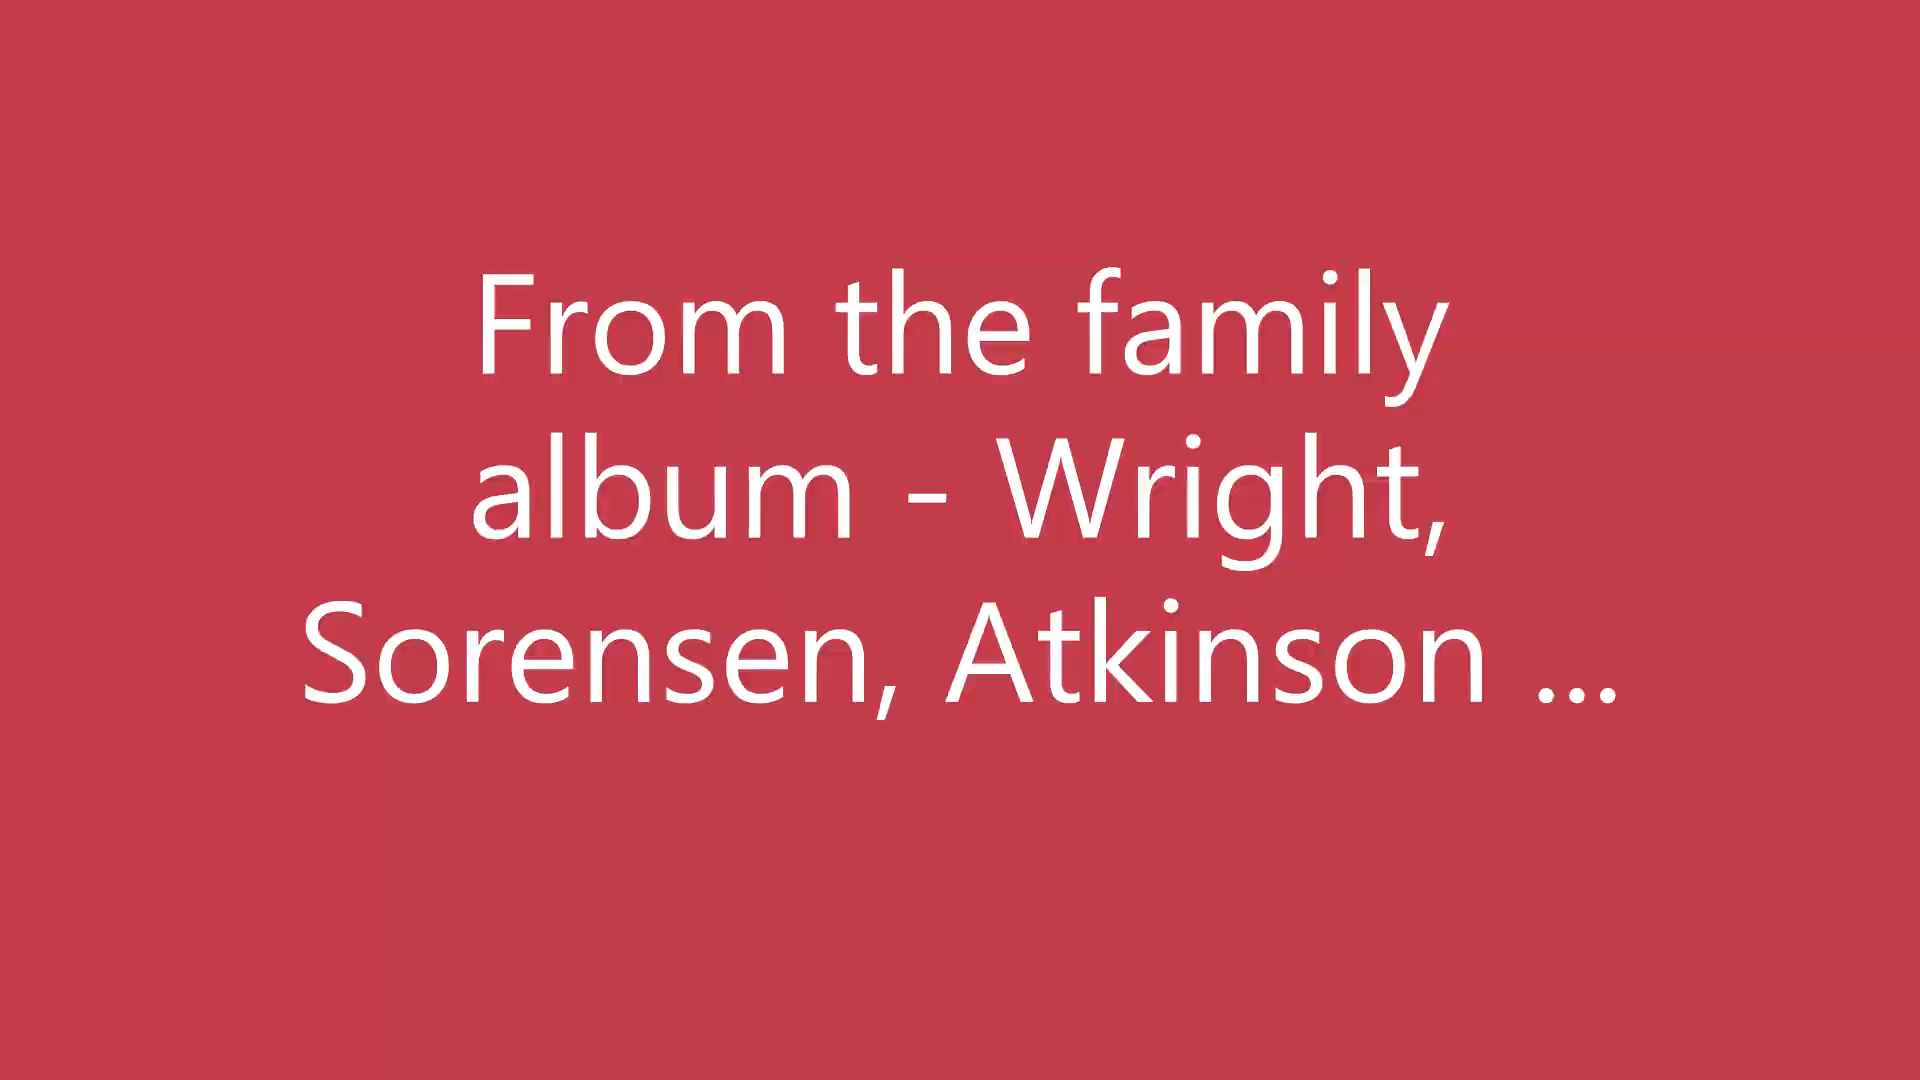 From the family
album - Wright,
Sorensen, Atkinson ...